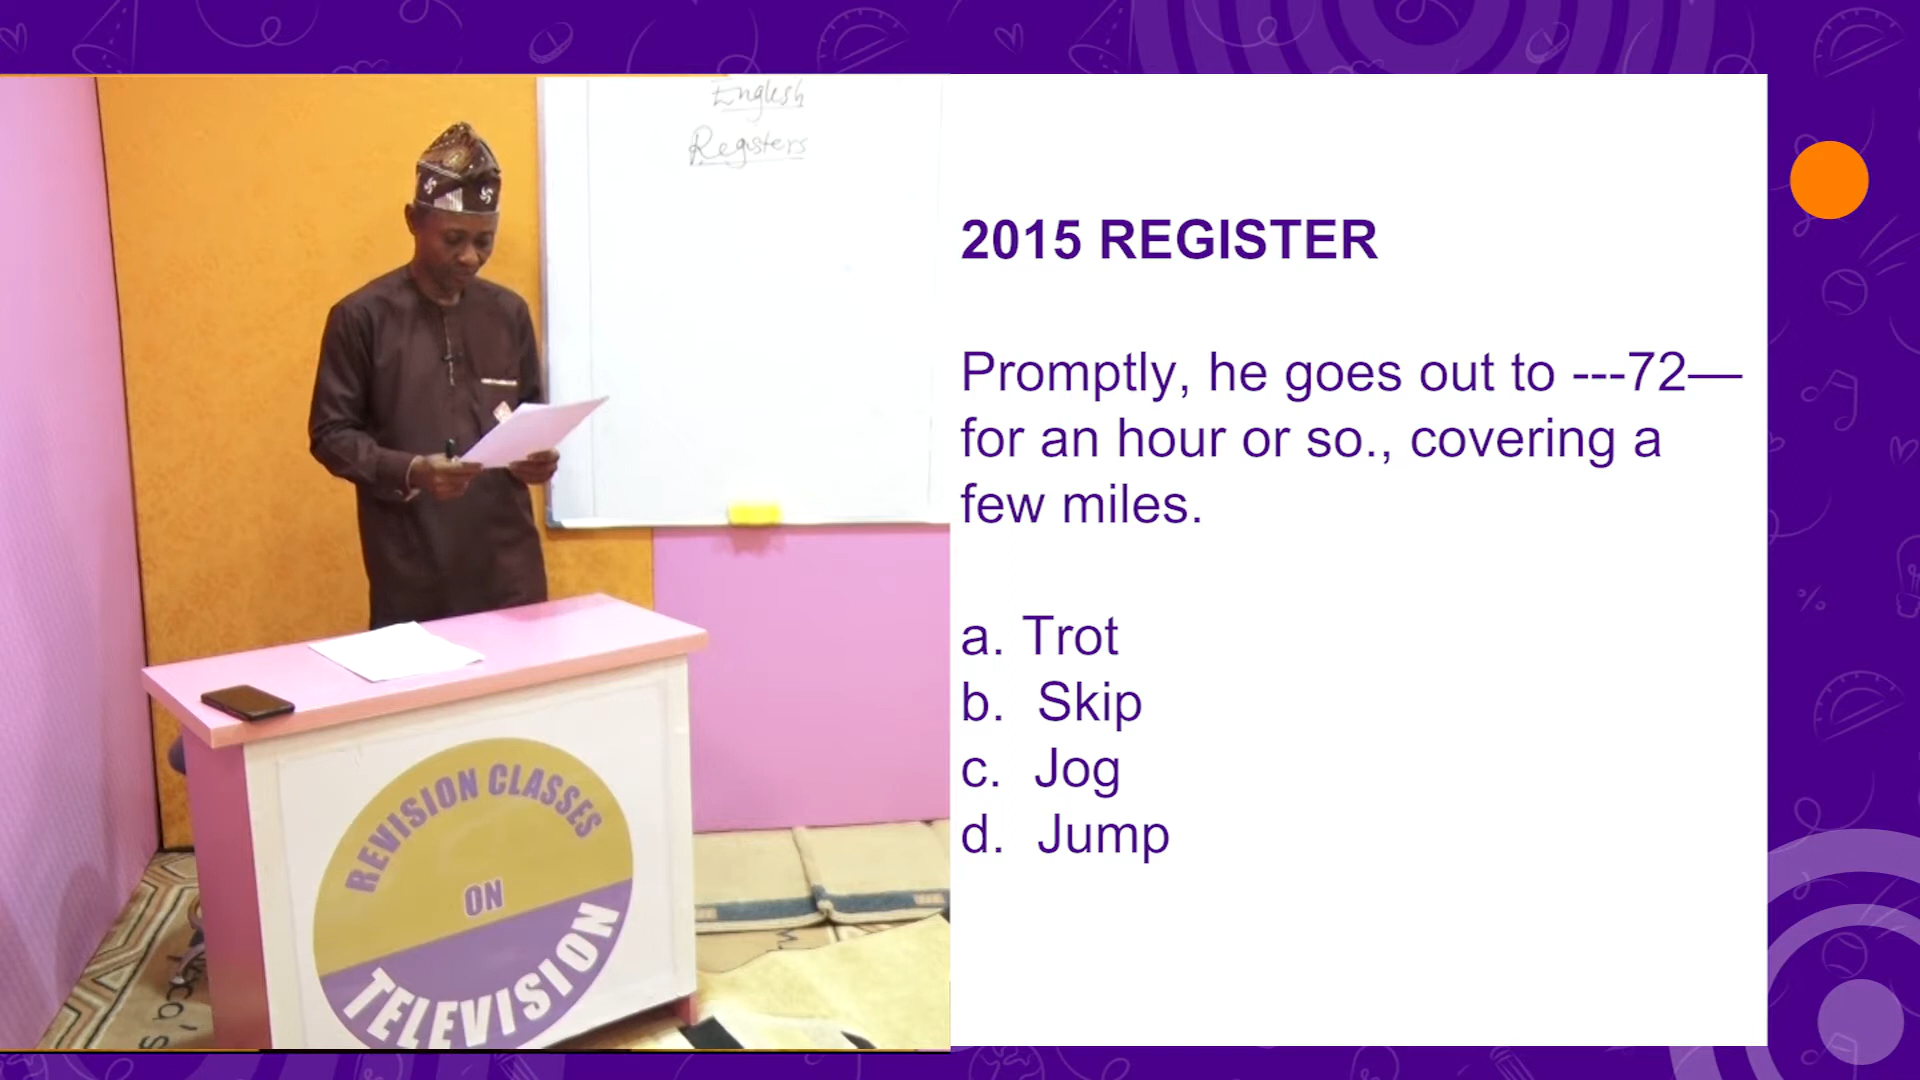 English
Registers
2015 REGISTER
Promptly, he goes out to ---72—
for an hour or so., covering a
few miles.
a. Trot
b. Skip
c. Jog
d. Jump
REVISION CLASSES
ON
TELEVISION